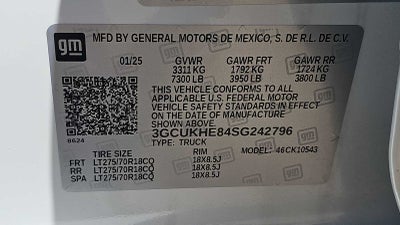 gm
MFD BY GENERAL MOTORS DE MEXICO, S. DE R.L. DE C.V.
01/25 GVWR GAWR FRT GAWR RR
3311 KG 1792 KG 1724 KG
7300 LB 3950 LB 3800 LB
THIS VEHICLE CONFORMS TO ALL
APPLICABLE U.S. FEDERAL MOTOR
VEHICLE SAFETY STANDARDS IN
EFFECT ON THE DATE OF MANUFACTURE
SHOWN ABOVE.
8624 3GCUKHE84SG242796
TYPE: TRUCK MODEL: 46CK10543
TIRE SIZE RIM
FRT LT275/70R18CQ 18X8.5J
RR LT275/70R18CQ 18X8.5J
SPA LT275/70R18CQ 18X8.5J